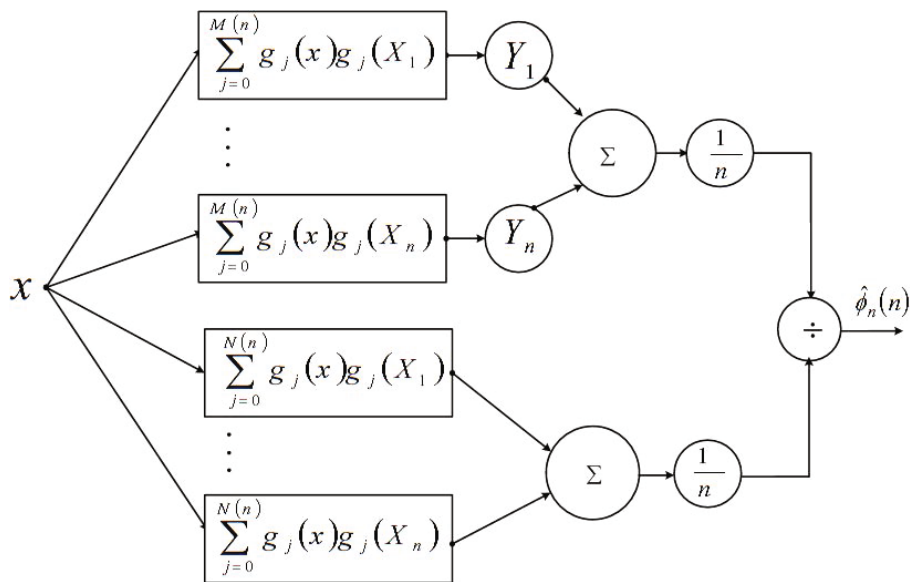 M(n)
∑ g_j(x)g_j(X_1)
j=0
Y_1
Σ
1/n
M(n)
∑ g_j(x)g_j(X_n)
j=0
Y_n
x
÷
φ̂_n(n)
N(n)
∑ g_j(x)g_j(X_1)
j=0
Σ
1/n
N(n)
∑ g_j(x)g_j(X_n)
j=0